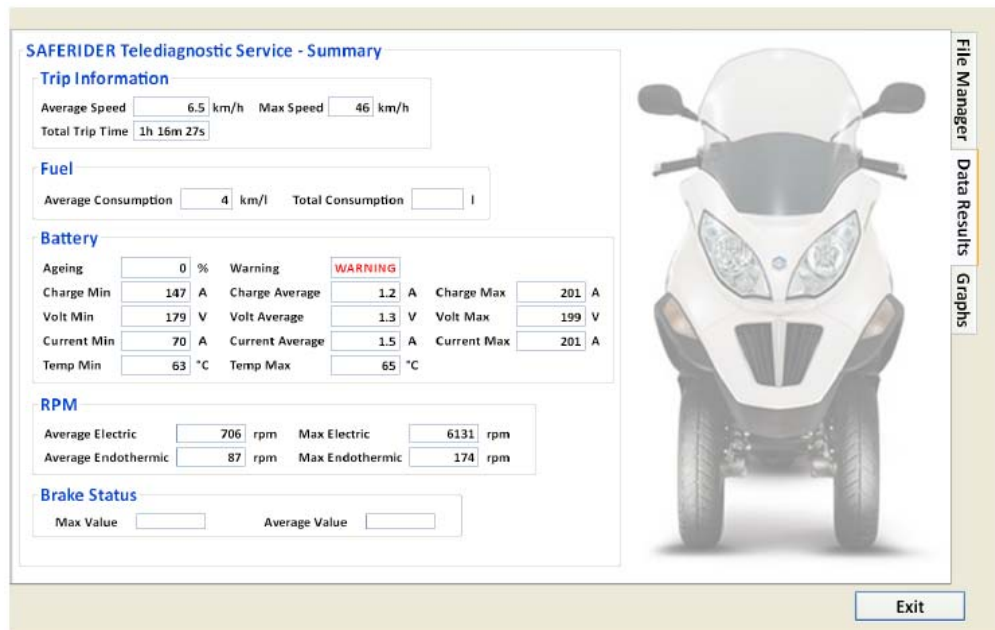 SAFERIDER Telediagnostic Service - Summary
Trip Information
Average Speed 6.5 km/h Max Speed 46 km/h
Total Trip Time 1h 16m 27s
Fuel
Average Consumption 4 km/l Total Consumption l
Battery
Ageing 0 % Warning WARNING
Charge Min 147 A Charge Average 1.2 A Charge Max 201 A
Volt Min 179 V Volt Average 1.3 V Volt Max 199 V
Current Min 70 A Current Average 1.5 A Current Max 201 A
Temp Min 63 °C Temp Max 65 °C
RPM
Average Electric 706 rpm Max Electric 6131 rpm
Average Endothermic 87 rpm Max Endothermic 174 rpm
Brake Status
Max Value Average Value
File Manager
Data Results
Graphs
Exit